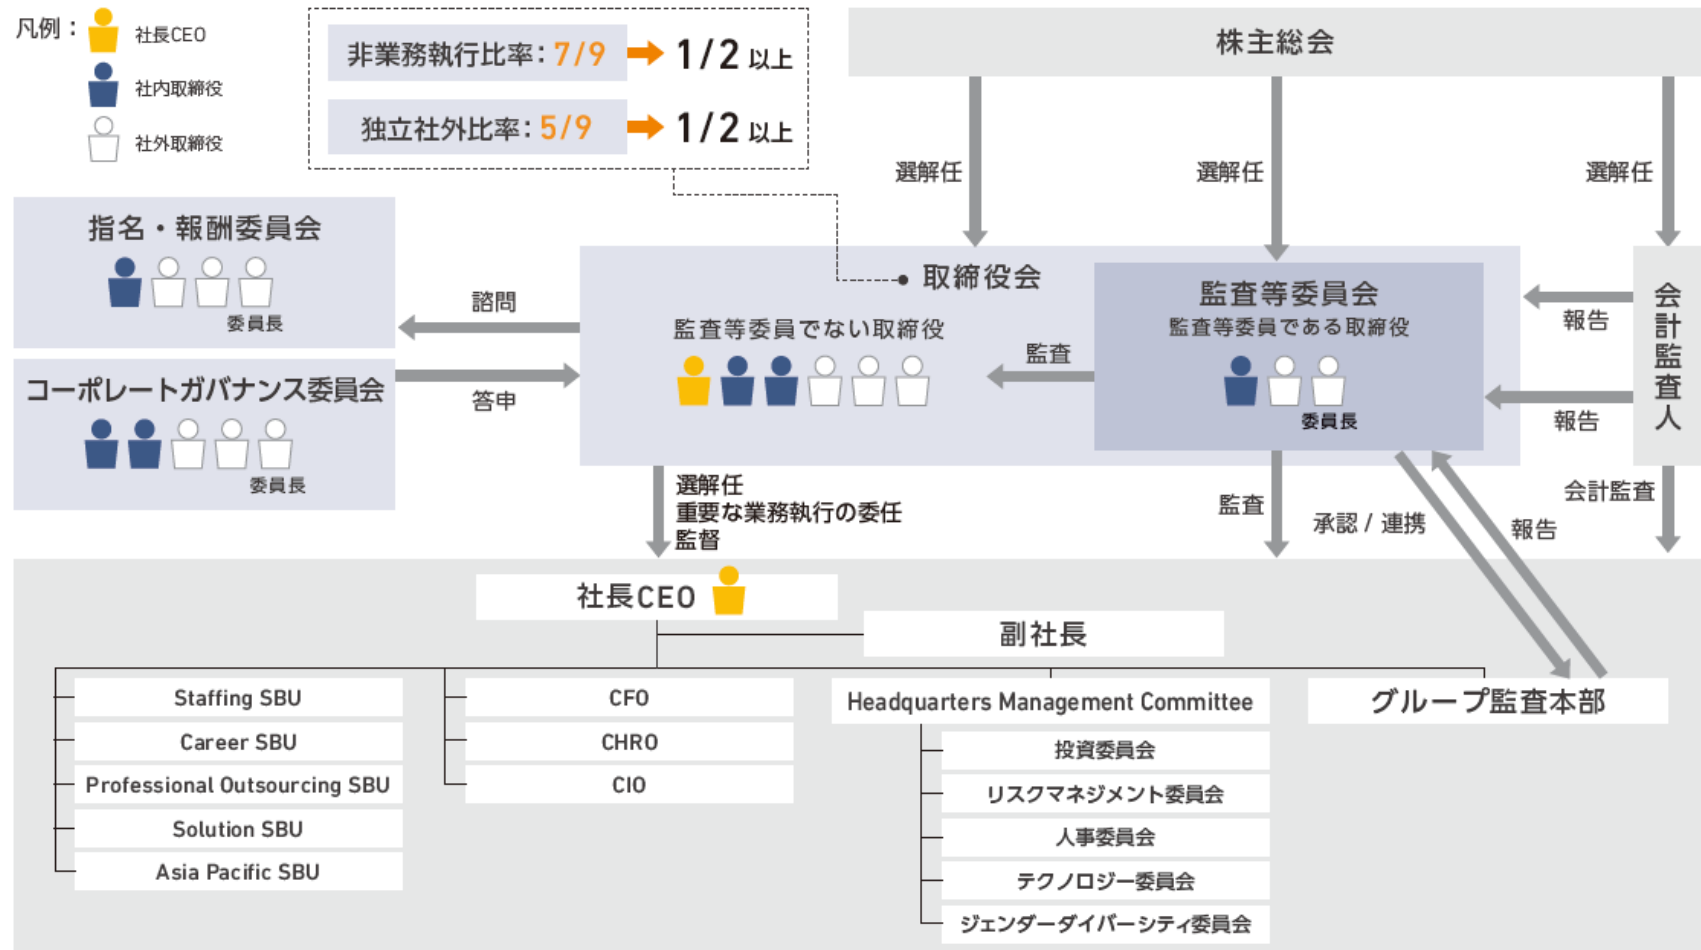 凡例：
社長CEO
社内取締役
社外取締役
非業務執行比率：7/9 1/2 以上
独立社外比率：5/9 1/2 以上
株主総会
選解任
選解任
選解任
指名・報酬委員会
委員長
コーポレートガバナンス委員会
委員長
諮問
答申
取締役会
監査等委員でない取締役
監査
監査等委員会
監査等委員である取締役
委員長
会計監査人
報告
報告
選解任
重要な業務執行の委任
監督
監査
承認 / 連携
報告
会計監査
社長CEO
副社長
Staffing SBU
Career SBU
Professional Outsourcing SBU
Solution SBU
Asia Pacific SBU
CFO
CHRO
CIO
Headquarters Management Committee
投資委員会
リスクマネジメント委員会
人事委員会
テクノロジー委員会
ジェンダーダイバーシティ委員会
グループ監査本部